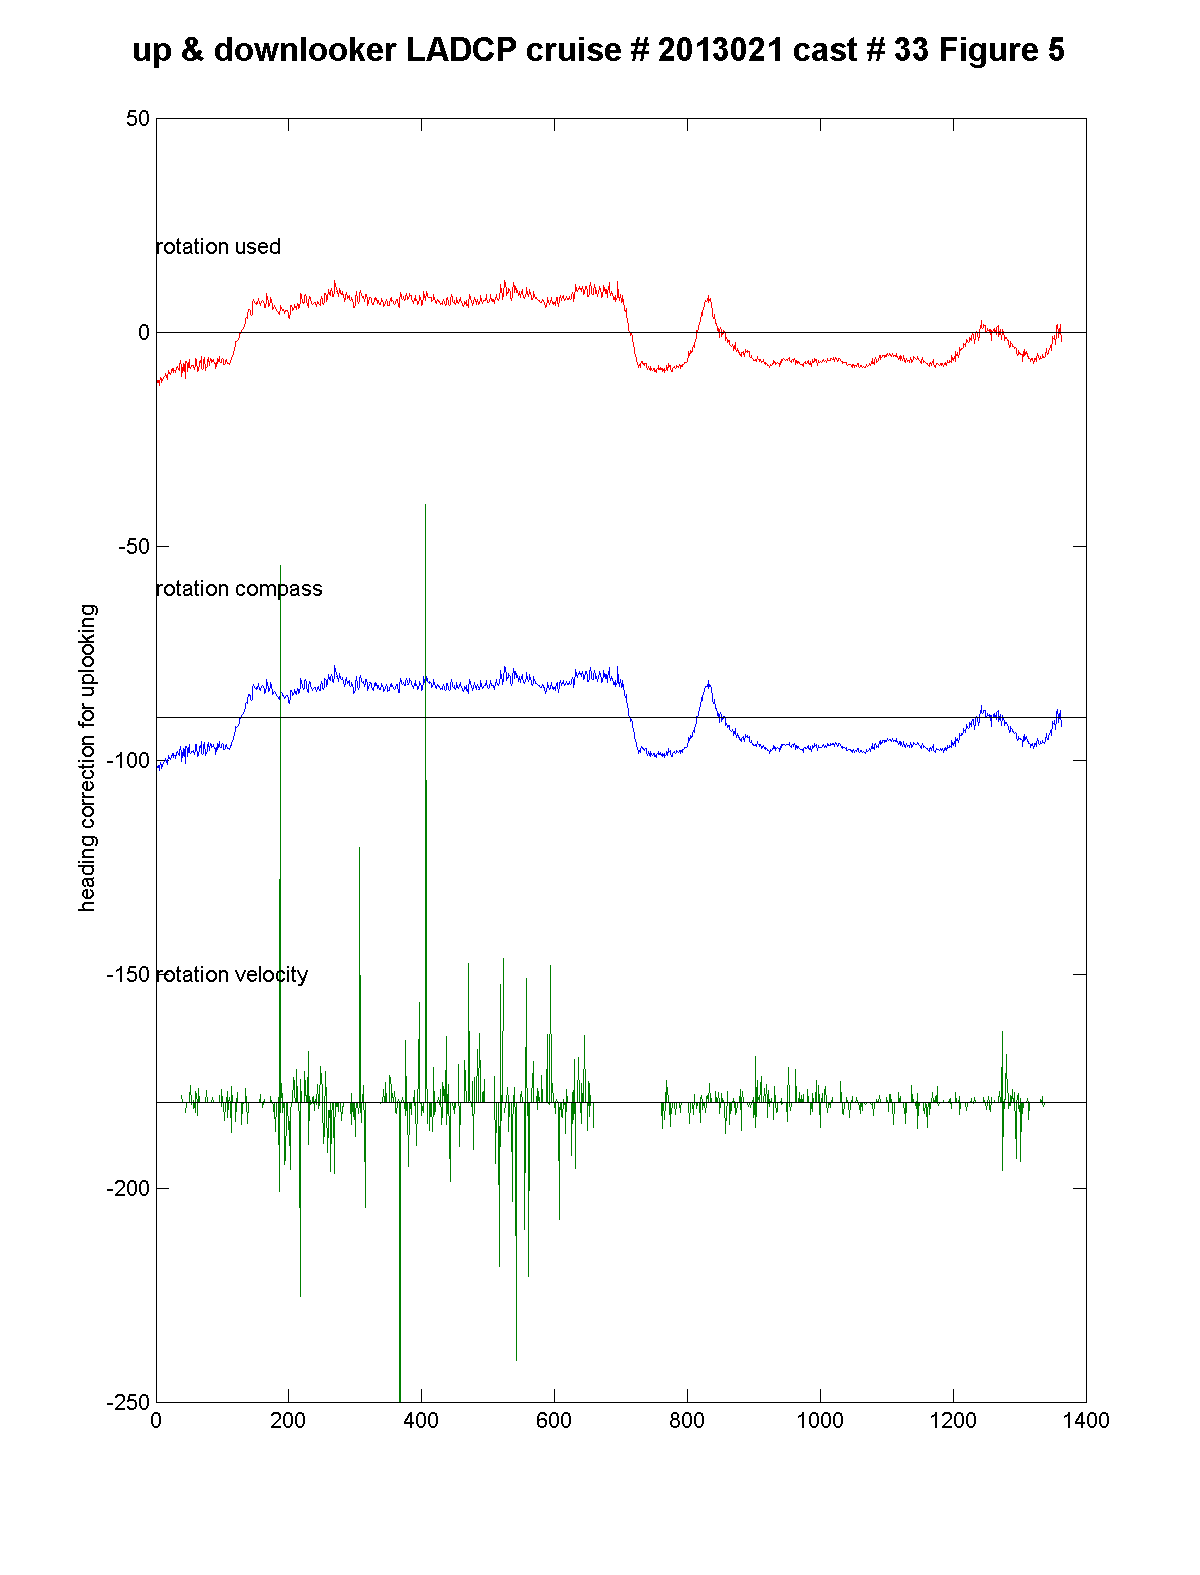 up & downlooker LADCP cruise # 2013021 cast # 33 Figure 5
50
rotation used
0
-50
rotation compass
heading correction for uplooking
-100
-150
rotation velocity
-200
-250
0 200 400 600 800 1000 1200 1400